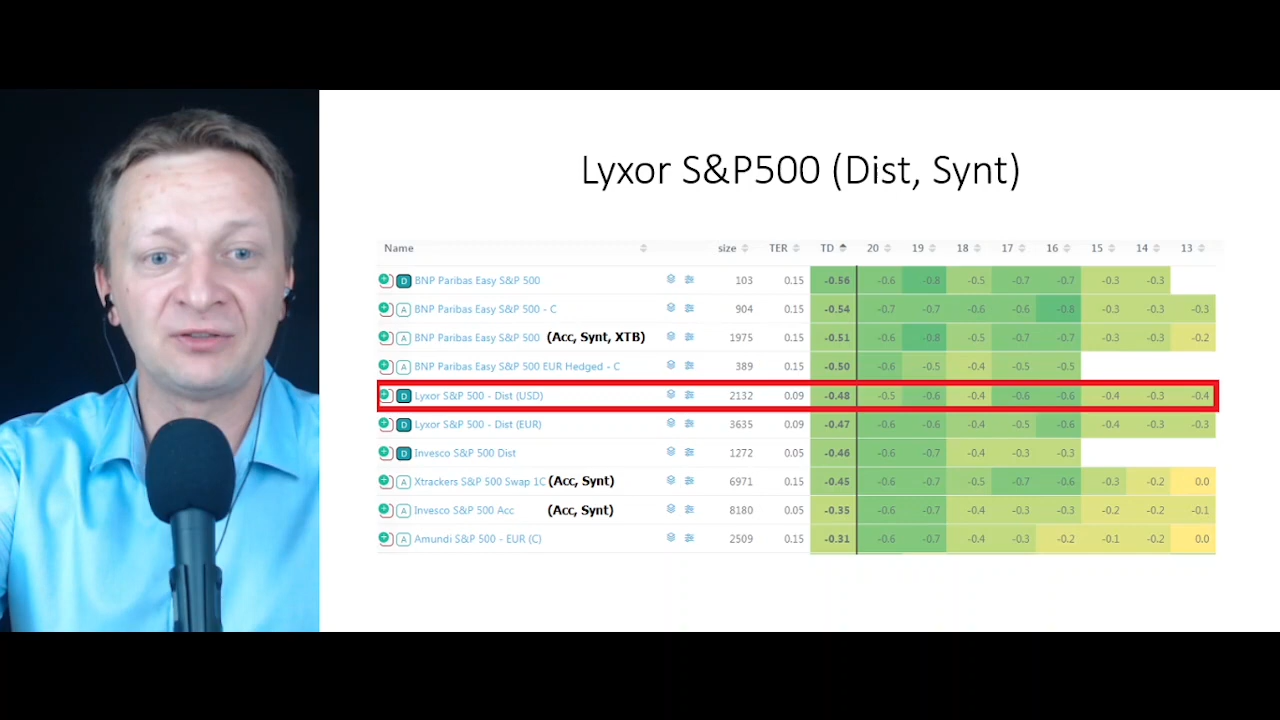 Lyxor S&P500 (Dist, Synt)
Name size TER TD 20 19 18 17 16 15 14 13
D BNP Paribas Easy S&P 500 103 0.15 -0.56 -0.6 -0.8 -0.5 -0.7 -0.7 -0.3 -0.3
A BNP Paribas Easy S&P 500 - C 904 0.15 -0.54 -0.7 -0.7 -0.6 -0.6 -0.8 -0.3 -0.3 -0.3
A BNP Paribas Easy S&P 500 (Acc, Synt, XTB) 1975 0.15 -0.51 -0.6 -0.8 -0.5 -0.7 -0.7 -0.3 -0.3 -0.2
A BNP Paribas Easy S&P 500 EUR Hedged - C 389 0.15 -0.50 -0.6 -0.5 -0.4 -0.5 -0.5
D Lyxor S&P 500 - Dist (USD) 2132 0.09 -0.48 -0.5 -0.6 -0.4 -0.6 -0.6 -0.4 -0.3 -0.4
D Lyxor S&P 500 - Dist (EUR) 3635 0.09 -0.47 -0.6 -0.6 -0.4 -0.5 -0.6 -0.4 -0.3 -0.3
D Invesco S&P 500 Dist 1272 0.05 -0.46 -0.6 -0.7 -0.4 -0.3 -0.3
A Xtrackers S&P 500 Swap 1C (Acc, Synt) 6971 0.15 -0.45 -0.6 -0.7 -0.5 -0.7 -0.6 -0.3 -0.2 0.0
A Invesco S&P 500 Acc (Acc, Synt) 8180 0.05 -0.35 -0.6 -0.7 -0.4 -0.3 -0.3 -0.2 -0.2 -0.1
A Amundi S&P 500 - EUR (C) 2509 0.15 -0.31 -0.6 -0.7 -0.4 -0.3 -0.2 -0.1 -0.2 0.0